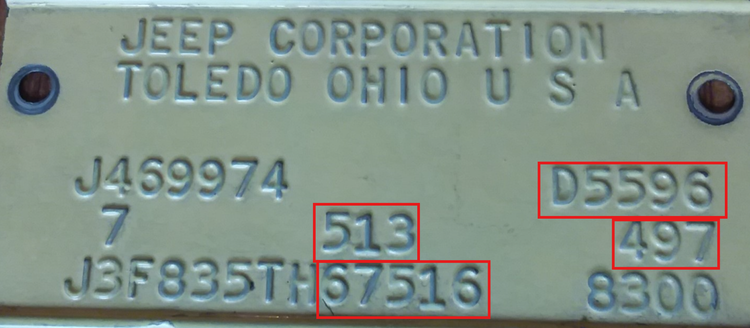 JEEP CORPORATION
TOLEDO OHIO U S A
J469974 D5596
7 513 497
J3F835TH67516 8300